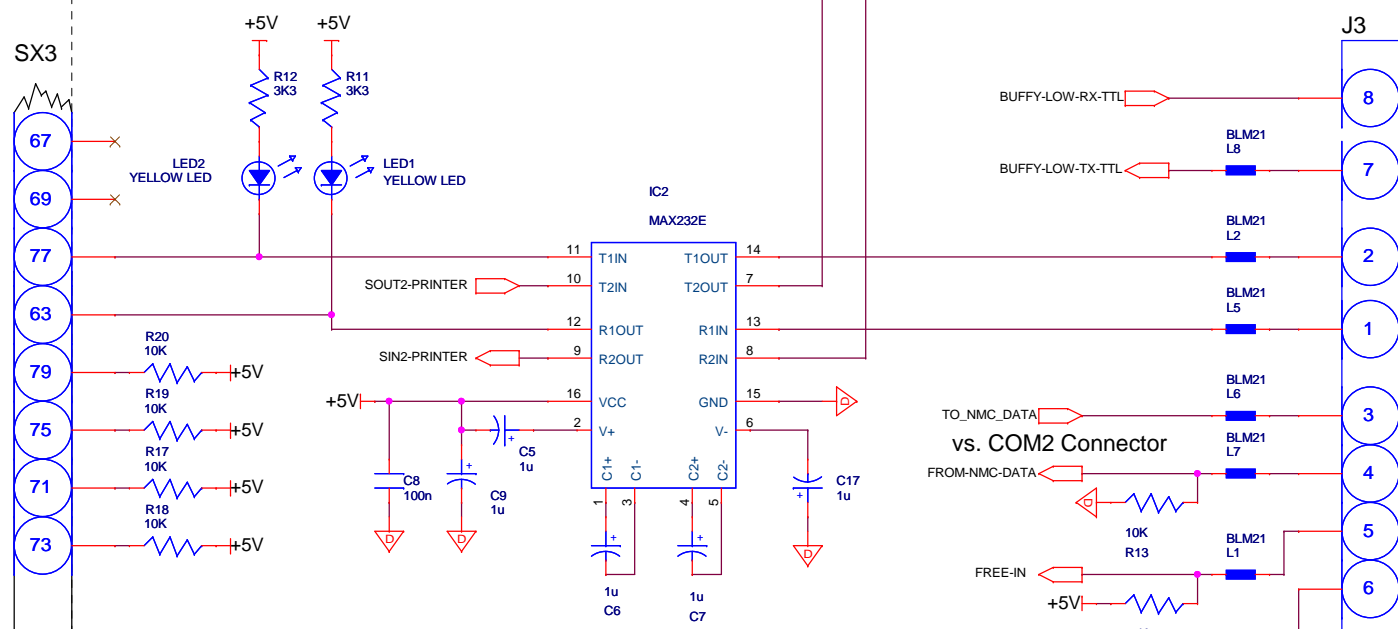 SX3
+5V
+5V
J3
R12
3K3
R11
3K3
LED2
YELLOW LED
LED1
YELLOW LED
67
69
77
63
79
75
71
73
R20
10K
+5V
R19
10K
+5V
R17
10K
+5V
R18
10K
+5V
IC2
MAX232E
11
T1IN
T1OUT
14
SOUT2-PRINTER
10
T2IN
T2OUT
7
12
R1OUT
R1IN
13
SIN2-PRINTER
9
R2OUT
R2IN
8
+5V
16
VCC
GND
15
D
2
V+
V-
6
C1+
C1-
C2+
C2-
1
3
4
5
C5
1u
C8
100n
C9
1u
C17
1u
D
D
D
1u
C6
1u
C7
BUFFY-LOW-RX-TTL
8
BLM21
L8
BUFFY-LOW-TX-TTL
7
BLM21
L2
2
BLM21
L5
1
BLM21
L6
TO_NMC_DATA
3
vs. COM2 Connector
BLM21
L7
FROM-NMC-DATA
4
D
10K
R13
BLM21
L1
5
FREE-IN
6
+5V